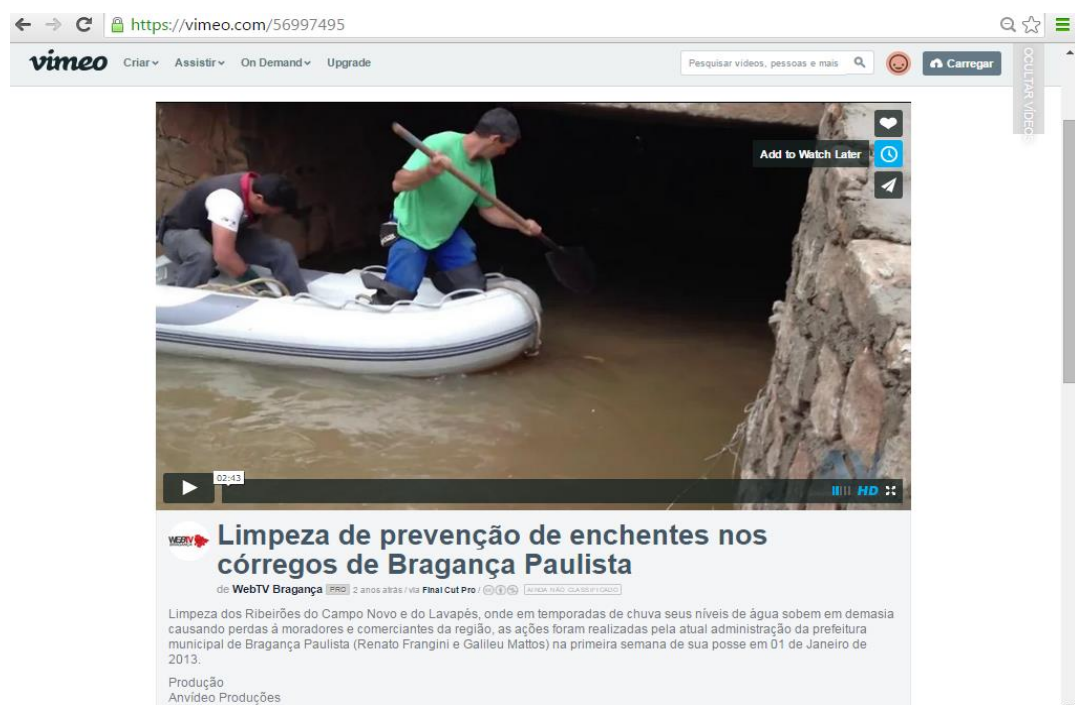 https://vimeo.com/56997495
vimeo Criar Assistir On Demand Upgrade Pesquisar vídeos, pessoas e mais Carregar
OCULTAR VÍDEO
Add to Watch Later
02:43
HD
WEBTV
Limpeza de prevenção de enchentes nos
córregos de Bragança Paulista
de WebTV Bragança PRO 2 anos atrás / via Final Cut Pro / AINDA NÃO CLASSIFICADO
Limpeza dos Ribeirões do Campo Novo e do Lavapés, onde em temporadas de chuva seus níveis de água sobem em demasia
causando perdas á moradores e comerciantes da região, as ações foram realizadas pela atual administração da prefeitura
municipal de Bragança Paulista (Renato Frangini e Galileu Mattos) na primeira semana de sua posse em 01 de Janeiro de
2013.
Produção
Anvídeo Produções